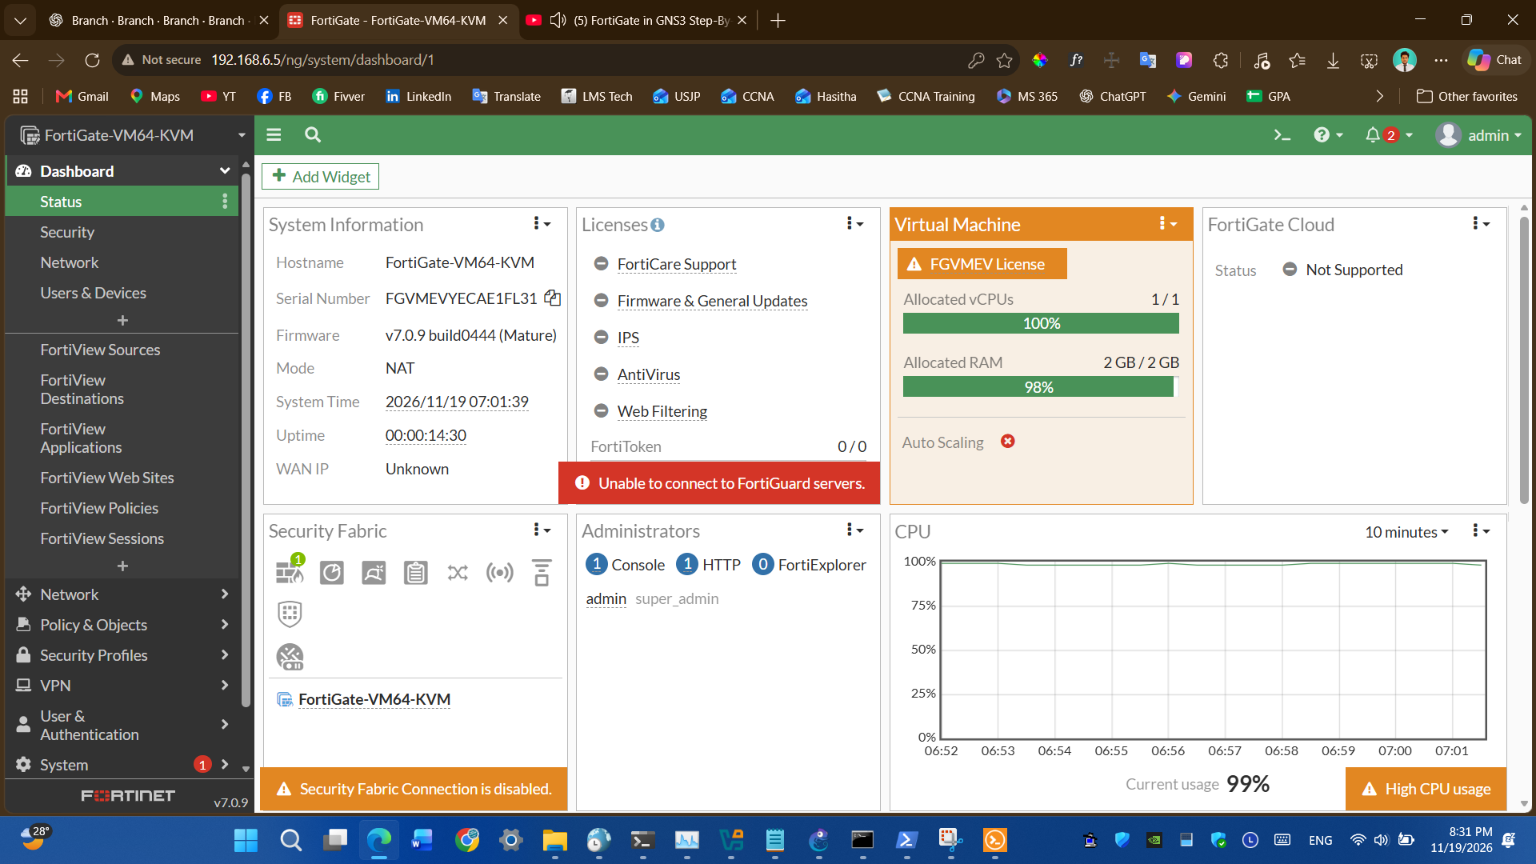 Branch · Branch · Branch · Branch ·
FortiGate - FortiGate-VM64-KVM
(5) FortiGate in GNS3 Step-By
Not secure 192.168.6.5/ng/system/dashboard/1
Chat
Gmail Maps YT FB Fivver LinkedIn Translate LMS Tech USJP CCNA Hasitha CCNA Training MS 365 ChatGPT Gemini GPA Other favorites
FortiGate-VM64-KVM
2 admin
Dashboard
Status
Security
Network
Users & Devices
+
FortiView Sources
FortiView
Destinations
FortiView
Applications
FortiView Web Sites
FortiView Policies
FortiView Sessions
+
Network
Policy & Objects
Security Profiles
VPN
User &
Authentication
System 1
FORTINET v7.0.9
+ Add Widget
System Information
Hostname FortiGate-VM64-KVM
Serial Number FGVMEVYECAE1FL31
Firmware v7.0.9 build0444 (Mature)
Mode NAT
System Time 2026/11/19 07:01:39
Uptime 00:00:14:30
WAN IP Unknown
Licenses
FortiCare Support
Firmware & General Updates
IPS
AntiVirus
Web Filtering
FortiToken 0 / 0
Unable to connect to FortiGuard servers.
Virtual Machine
FGVMEV License
Allocated vCPUs 1 / 1
100%
Allocated RAM 2 GB / 2 GB
98%
Auto Scaling
FortiGate Cloud
Status Not Supported
Security Fabric
1
FortiGate-VM64-KVM
Security Fabric Connection is disabled.
Administrators
1 Console 1 HTTP 0 FortiExplorer
admin super_admin
CPU 10 minutes
100%
75%
50%
25%
0%
06:52 06:53 06:54 06:55 06:56 06:57 06:58 06:59 07:00 07:01
Current usage 99%
High CPU usage
28°
ENG
8:31 PM
11/19/2026